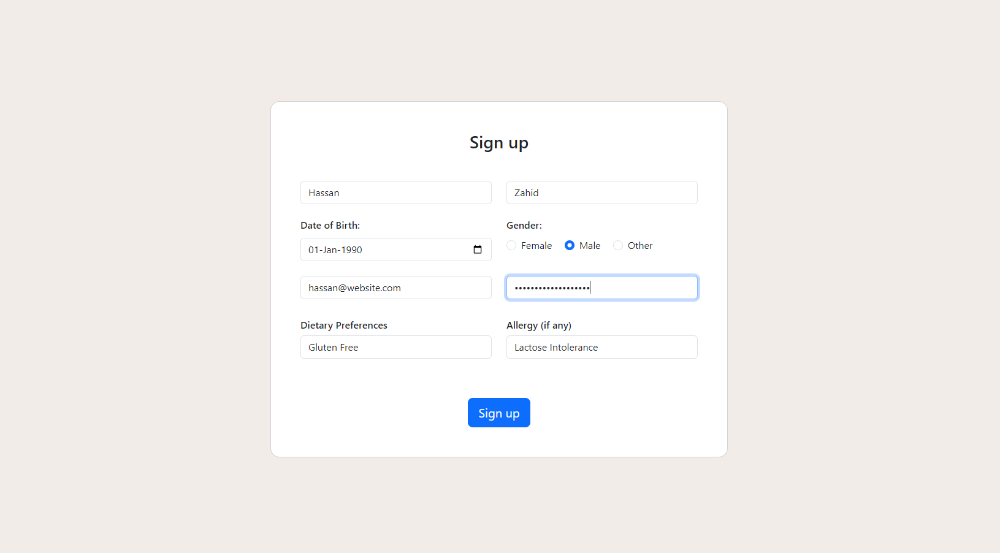 Sign up
Hassan Zahid
Date of Birth: Gender:
01-Jan-1990 Female Male Other
hassan@website.com •••••••••••••••••••
Dietary Preferences Allergy (if any)
Gluten Free Lactose Intolerance
Sign up